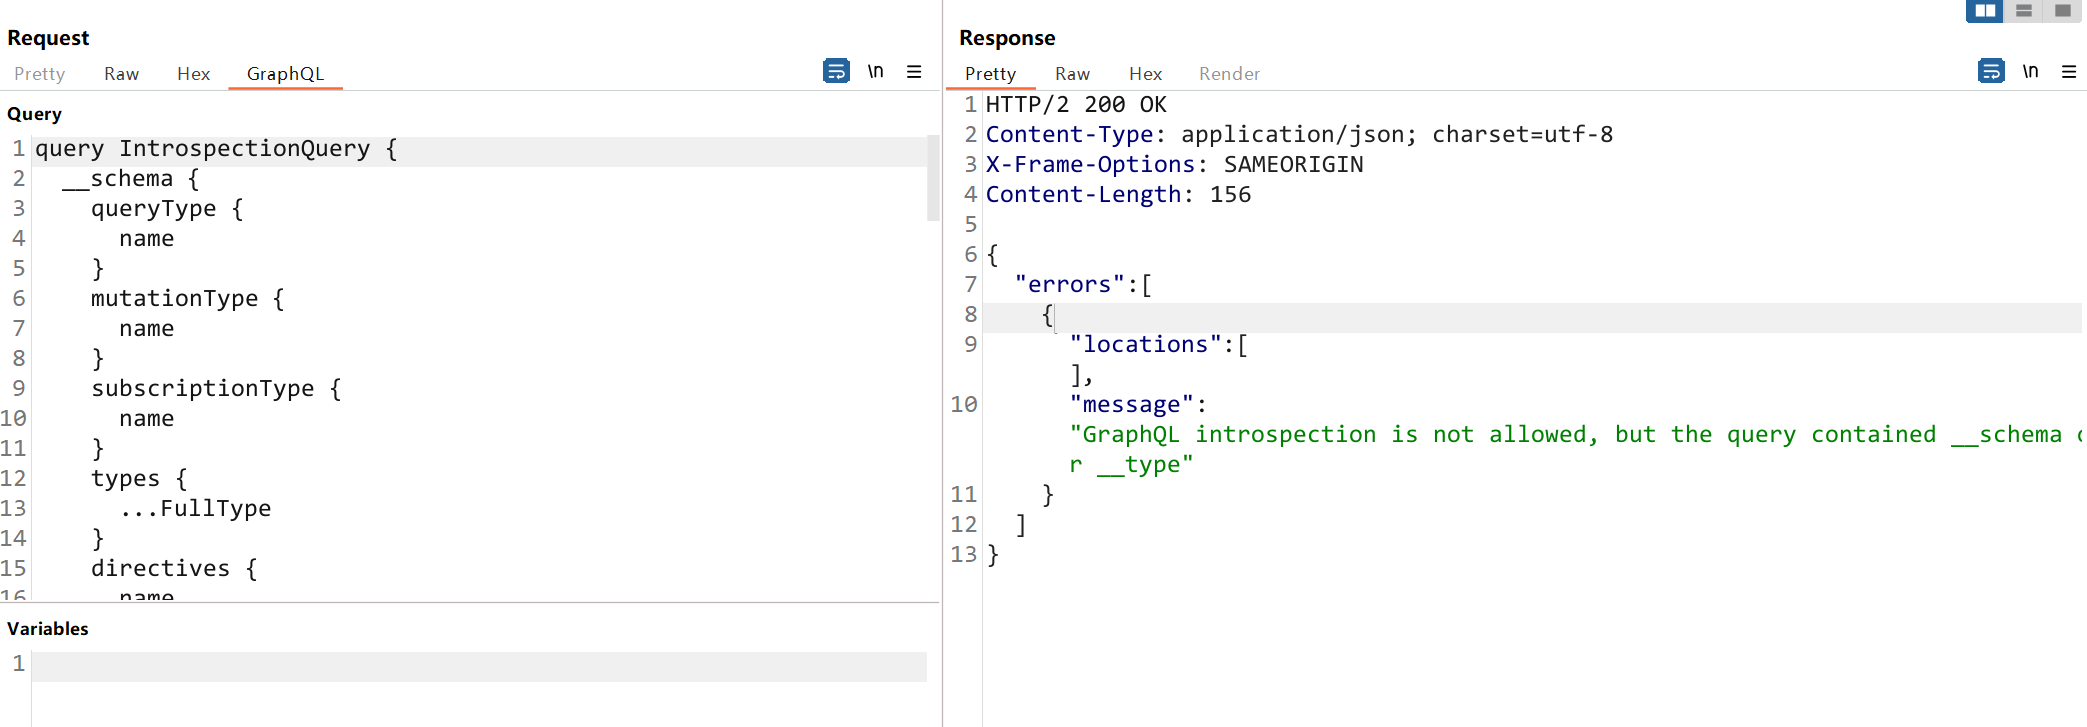 Request
Pretty Raw Hex GraphQL \n
Query
1 query IntrospectionQuery {
2 __schema {
3 queryType {
4 name
5 }
6 mutationType {
7 name
8 }
9 subscriptionType {
10 name
11 }
12 types {
13 ...FullType
14 }
15 directives {
16 name
Variables
1
Response
Pretty Raw Hex Render \n
1 HTTP/2 200 OK
2 Content-Type: application/json; charset=utf-8
3 X-Frame-Options: SAMEORIGIN
4 Content-Length: 156
5
6 {
7 "errors":[
8 {
9 "locations":[
],
10 "message":
"GraphQL introspection is not allowed, but the query contained __schema o
r __type"
11 }
12 ]
13 }